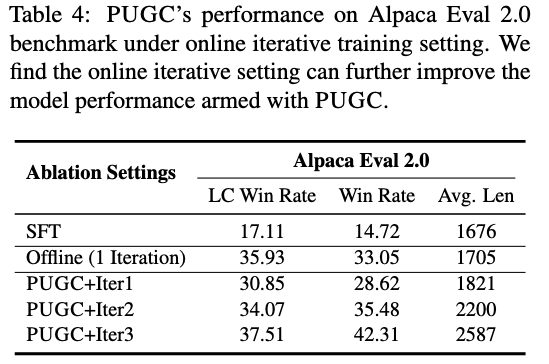 Table 4: PUGC's performance on Alpaca Eval 2.0
benchmark under online iterative training setting. We
find the online iterative setting can further improve the
model performance armed with PUGC.
Ablation Settings Alpaca Eval 2.0
LC Win Rate Win Rate Avg. Len
SFT 17.11 14.72 1676
Offline (1 Iteration) 35.93 33.05 1705
PUGC+Iter1 30.85 28.62 1821
PUGC+Iter2 34.07 35.48 2200
PUGC+Iter3 37.51 42.31 2587